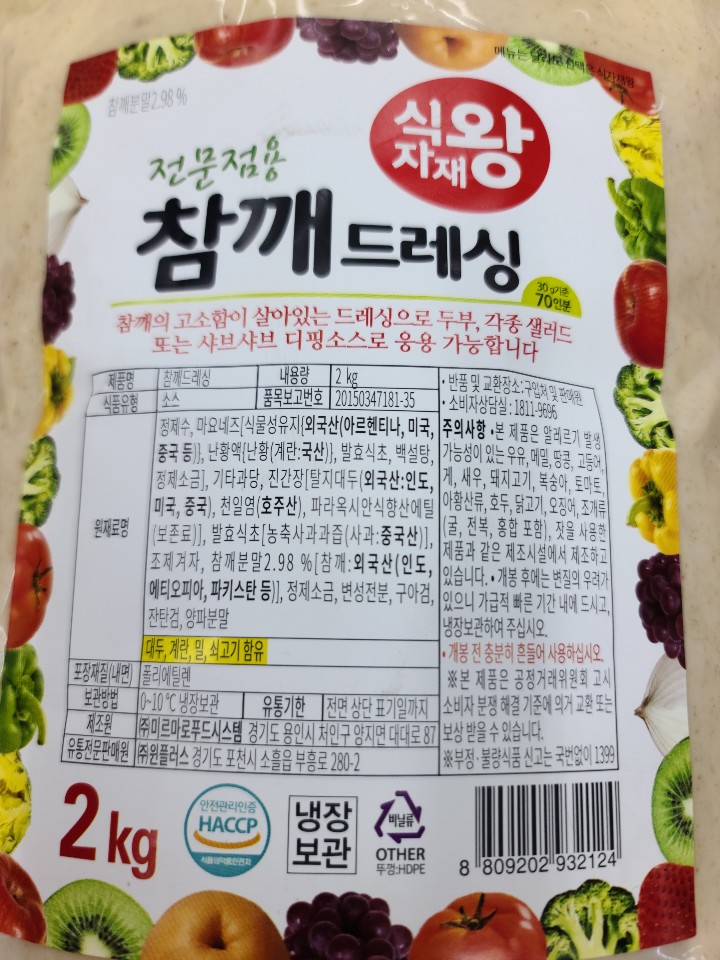 메뉴는 셀러의 선택은 식자재왕
참깨분말2.98 %
식자재왕
전문점용
참깨드레싱
30g기준
70인분
참깨의 고소함이 살아있는 드레싱으로 두부, 각종 샐러드
또는 샤브샤브 디핑소스로 응용 가능합니다
제품명 참깨드레싱 내용량 2 kg
식품유형 소스 품목보고번호 20150347181-35
원재료명
정제수, 마요네즈[식물성유지{외국산(아르헨티나, 미국,
중국 등)}, 난황액{난황(계란:국산)}, 발효식초, 백설탕,
정제소금], 기타과당, 진간장[탈지대두(외국산:인도,
미국, 중국), 천일염(호주산), 파라옥시안식향산에틸
(보존료)], 발효식초[농축사과과즙(사과:중국산)],
조제겨자, 참깨분말2.98 %[참깨:외국산(인도,
에티오피아, 파키스탄 등)], 정제소금, 변성전분, 구아검,
잔탄검, 양파분말
대두, 계란, 밀, 쇠고기 함유
포장재질(내면) 폴리에틸렌
보관방법 0~10 ℃ 냉장보관 유통기한 전면 상단 표기일까지
제조원 ㈜미르마로푸드시스템 경기도 용인시 처인구 양지면 대대로 87
유통전문판매원 ㈜윈플러스 경기도 포천시 소흘읍 부흥로 280-2
• 반품 및 교환장소:구입처 및 판매원
• 소비자상담실 : 1811-9696
주의사항 • 본 제품은 알레르기 발생
가능성이 있는 우유, 메밀, 땅콩, 고등어,
게, 새우, 돼지고기, 복숭아, 토마토,
아황산류, 호두, 닭고기, 오징어, 조개류
(굴, 전복, 홍합 포함), 잣을 사용한
제품과 같은 제조시설에서 제조하고
있습니다. • 개봉 후에는 변질의 우려가
있으니 가급적 빠른 기간 내에 드시고,
냉장보관하여 주십시오.
• 개봉 전 충분히 흔들어 사용하십시오.
※ 본 제품은 공정거래위원회 고시
소비자 분쟁 해결 기준에 의거 교환 또는
보상 받을 수 있습니다.
※부정·불량식품 신고는 국번없이 1399
2 kg
안전관리인증
HACCP
식품의약품안전처
냉장
보관
비닐류
OTHER
뚜껑:HDPE
8 809202 932124